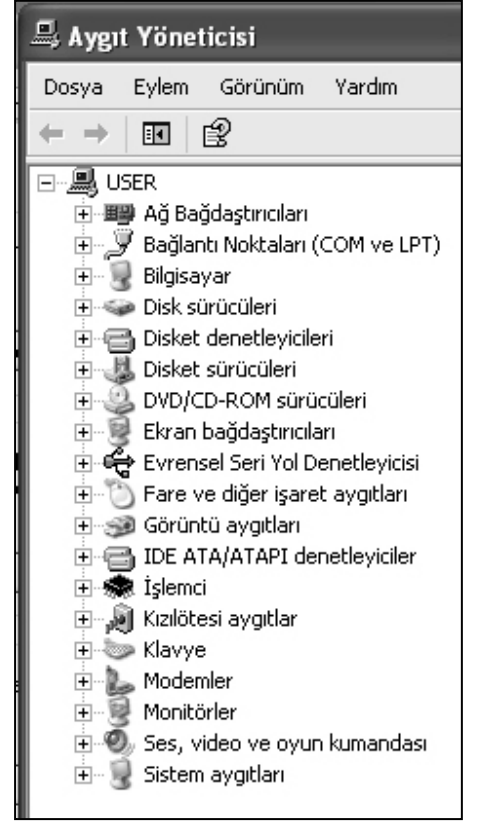 Aygıt Yöneticisi
Dosya Eylem Görünüm Yardım
USER
Ağ Bağdaştırıcıları
Bağlantı Noktaları (COM ve LPT)
Bilgisayar
Disk sürücüleri
Disket denetleyicileri
Disket sürücüleri
DVD/CD-ROM sürücüleri
Ekran bağdaştırıcıları
Evrensel Seri Yol Denetleyicisi
Fare ve diğer işaret aygıtları
Görüntü aygıtları
IDE ATA/ATAPI denetleyiciler
İşlemci
Kızılötesi aygıtlar
Klavye
Modemler
Monitörler
Ses, video ve oyun kumandası
Sistem aygıtları